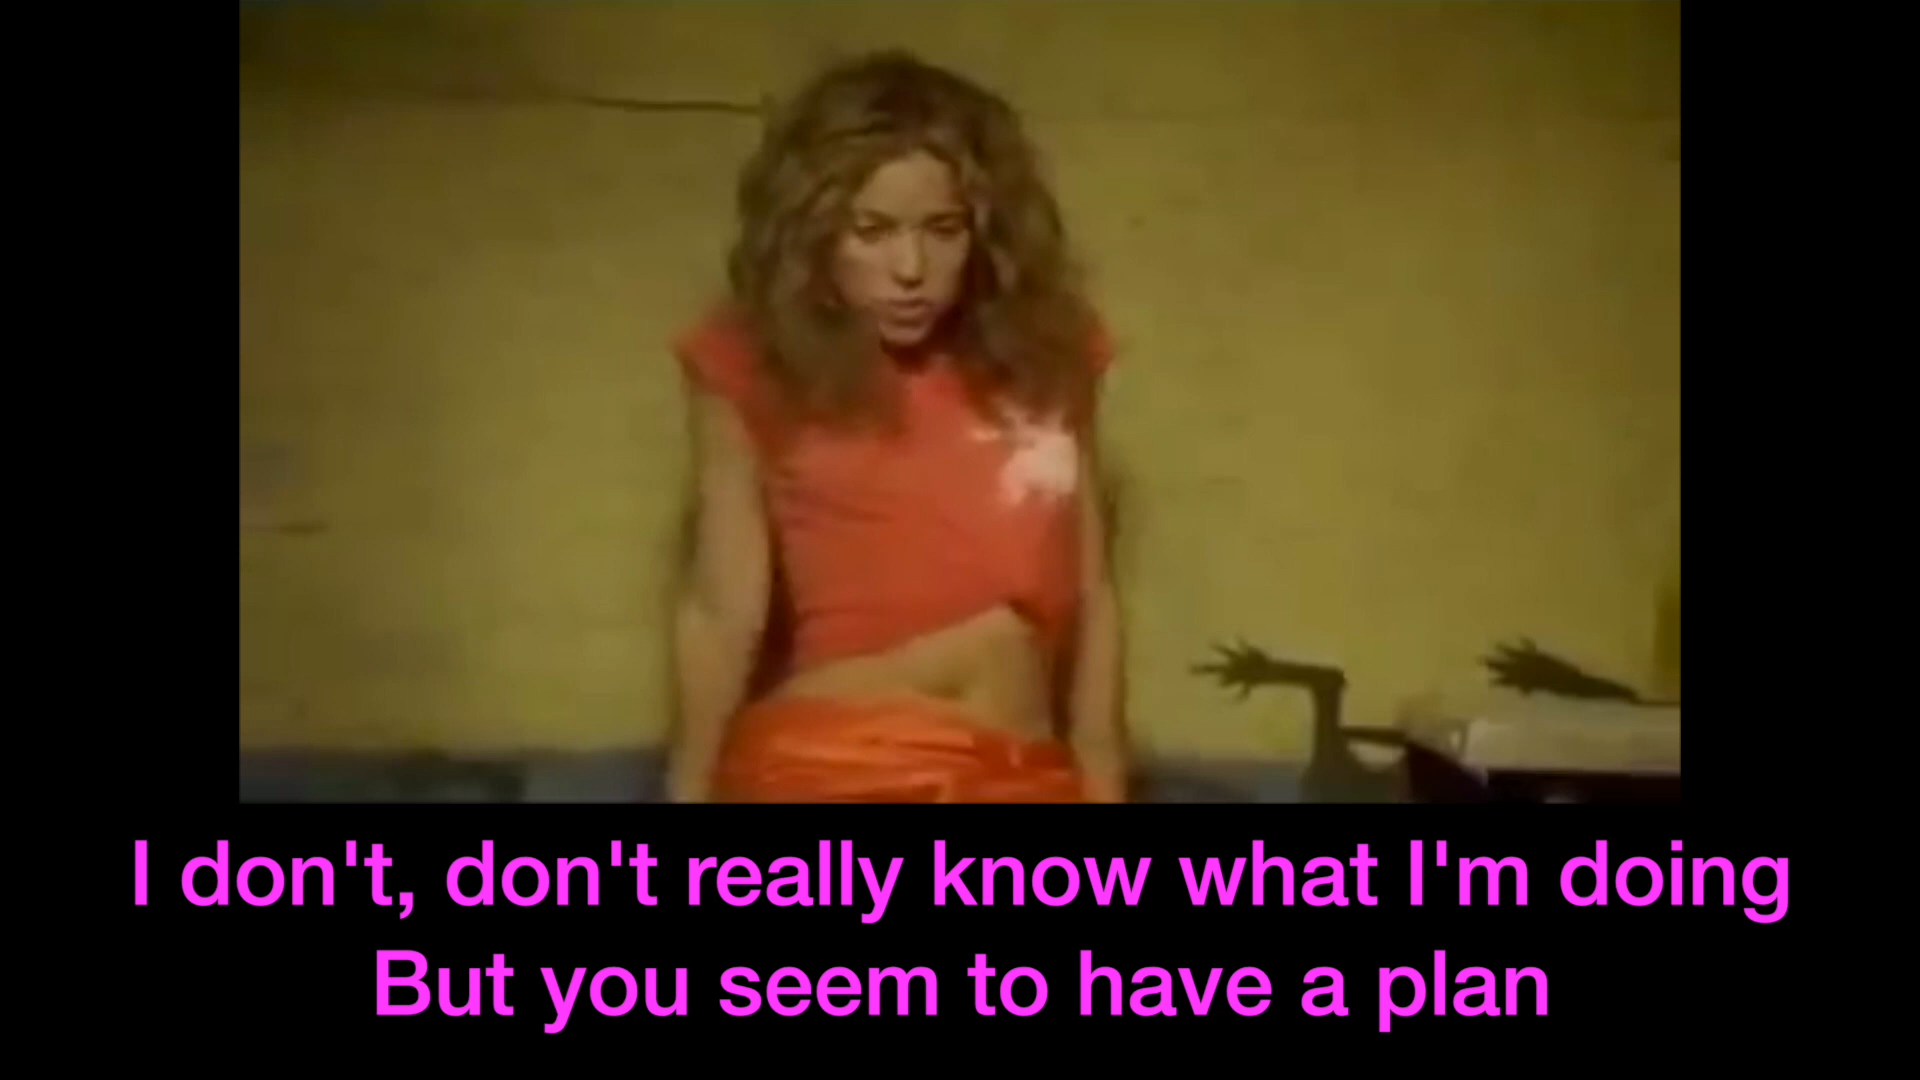 I don't, don't really know what I'm doing
But you seem to have a plan